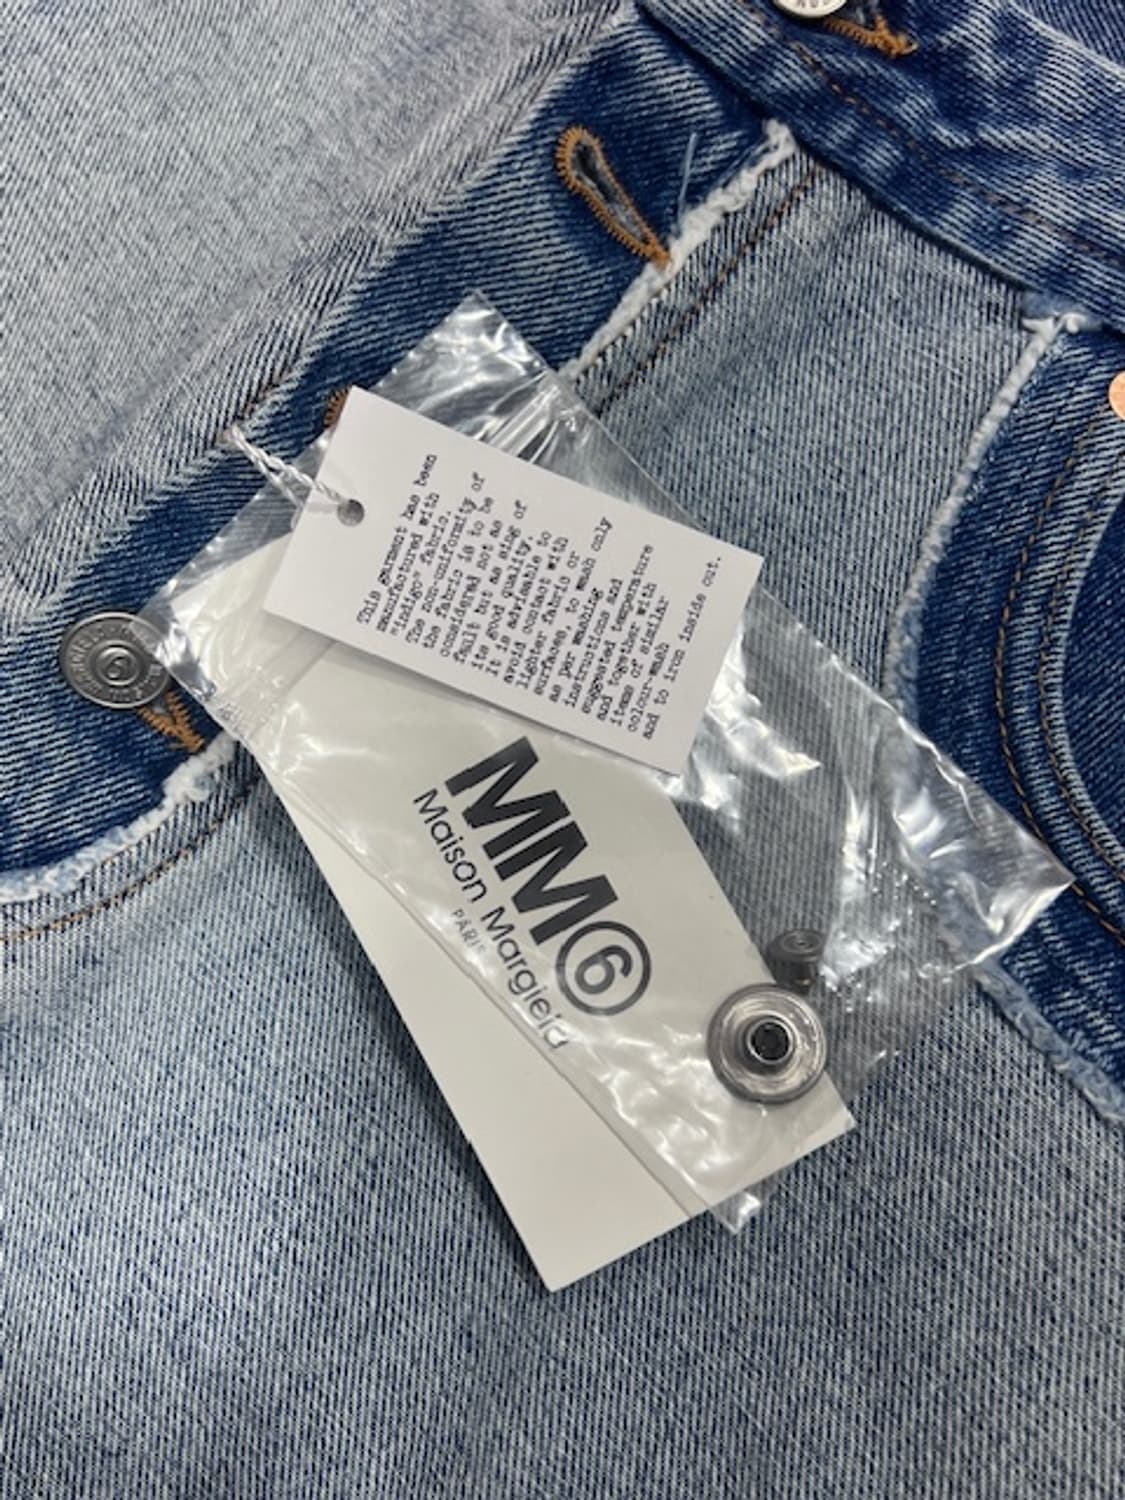 This garment has been
manufactured with
"indigo" fabric.
The non-uniformity of
the fabric is to be
considered not as
fault but as sing of
its good quality.
It is adviseable to
avoid contact with
lighter fabric or
surfaces, to wash only
as per washing
instructions and
suggested temperature
and together with
items of similar
colour-wash
and to iron inside out.
MM6
Maison Margiela
PARIS